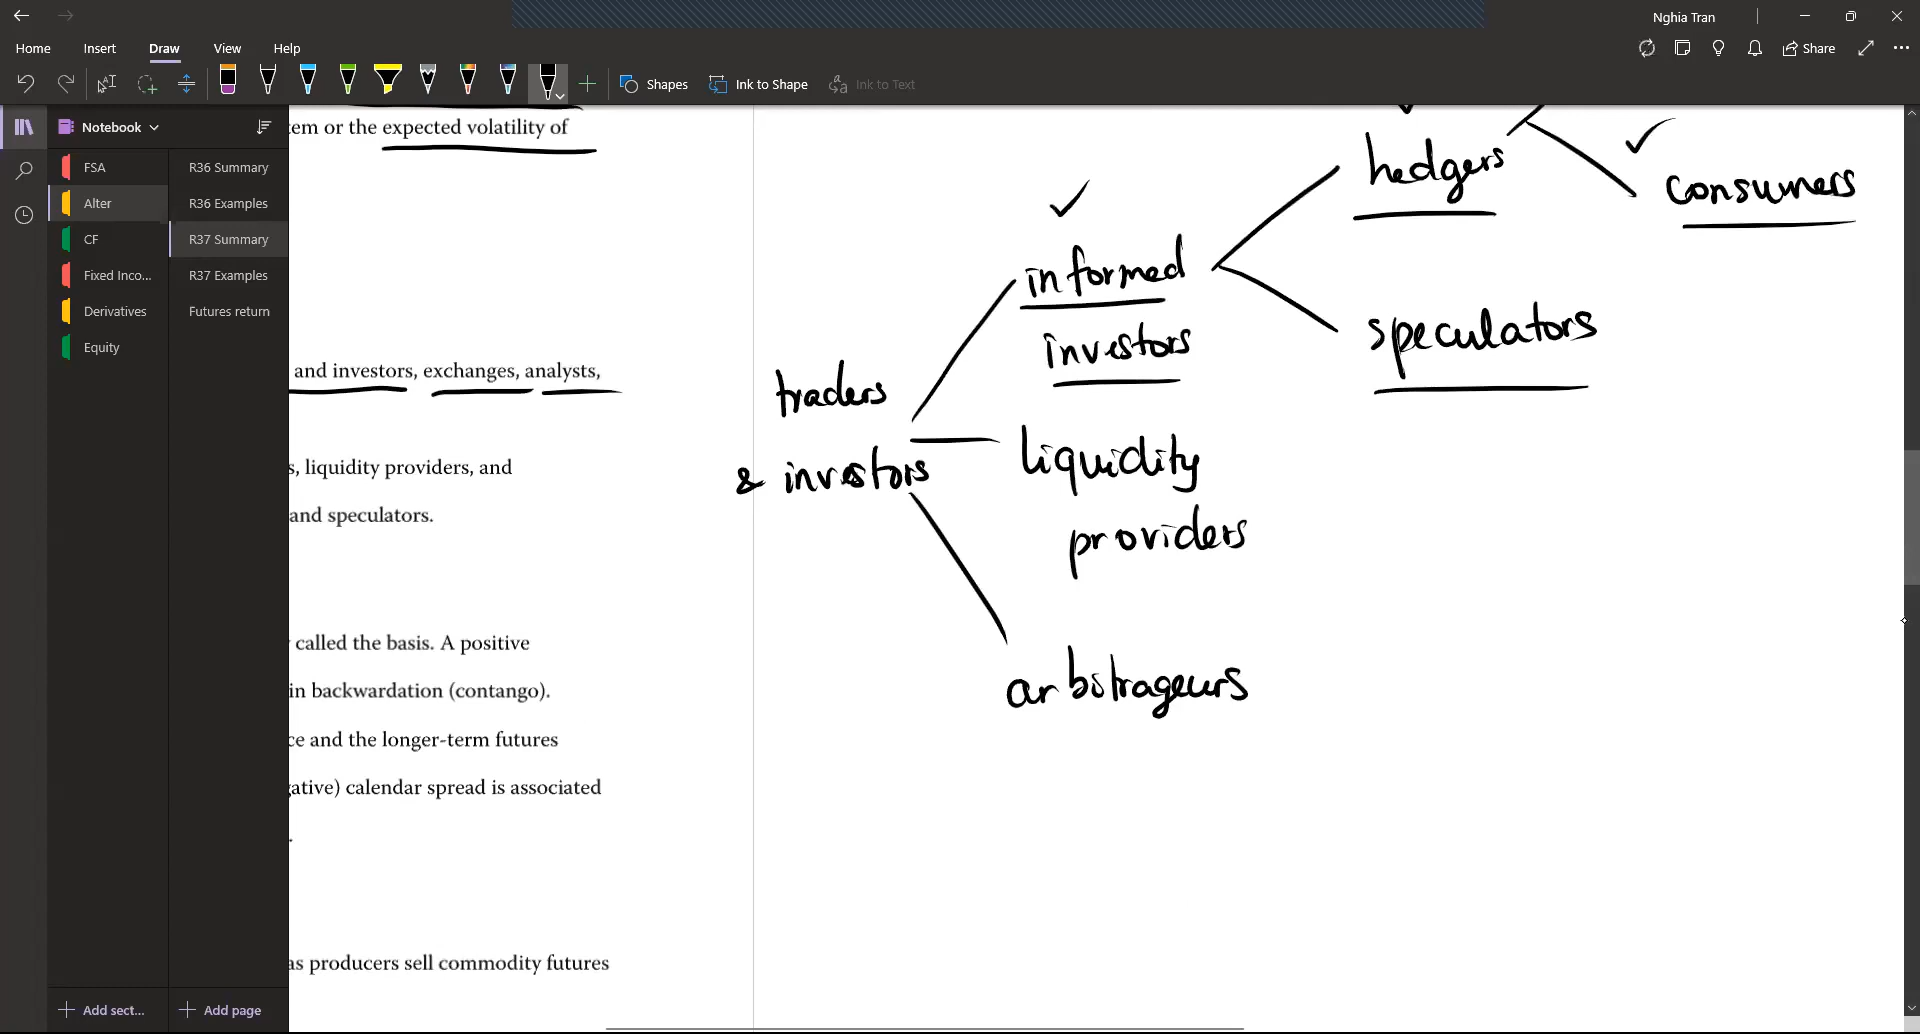 Nghia Tran
Home Insert Draw View Help
Share
Shapes Ink to Shape Ink to Text
Notebook
FSA
Alter
CF
Fixed Inco...
Derivatives
Equity
Add sect...
R36 Summary
R36 Examples
R37 Summary
R37 Examples
Futures return
Add page
tem or the expected volatility of
and investors, exchanges, analysts,
s, liquidity providers, and
and speculators.
called the basis. A positive
in backwardation (contango).
ce and the longer-term futures
gative) calendar spread is associated
.
as producers sell commodity futures
traders
& investors
informed
investors
liquidity
providers
arbitrageurs
hedgers
speculators
consumers